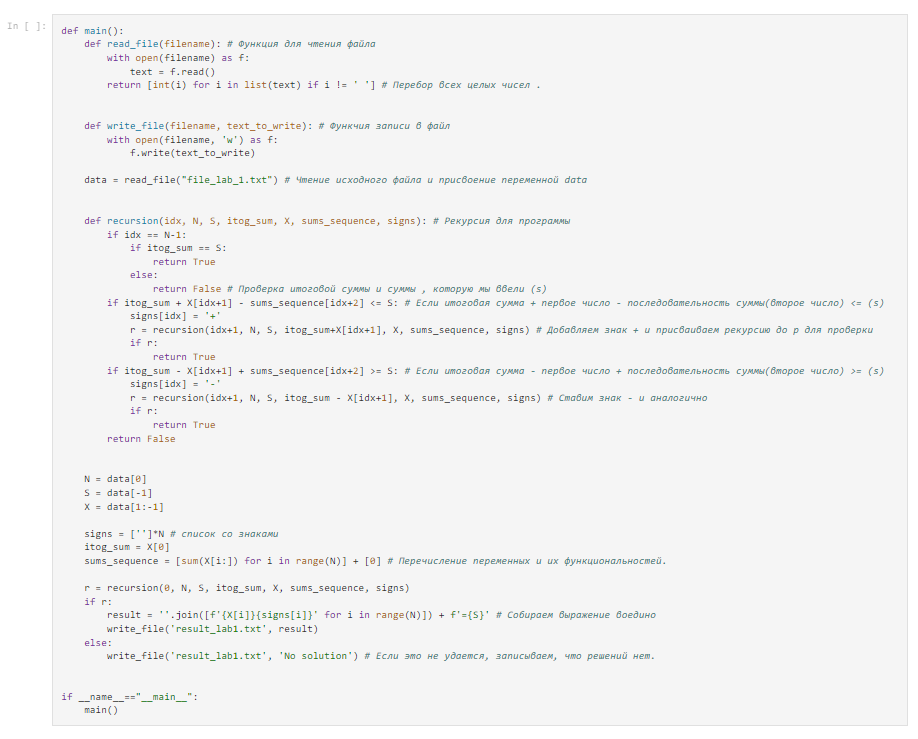 In [ ]:
def main():
    def read_file(filename): # Функция для чтения файла
        with open(filename) as f:
            text = f.read()
        return [int(i) for i in list(text) if i != ' '] # Перебор всех целых чисел .
    def write_file(filename, text_to_write): # Функчия записи в файл
        with open(filename, 'w') as f:
            f.write(text_to_write)
    data = read_file("file_lab_1.txt") # Чтение исходного файла и присвоение переменной data
    def recursion(idx, N, S, itog_sum, X, sums_sequence, signs): # Рекурсия для программы
        if idx == N-1:
            if itog_sum == S:
                return True
            else:
                return False # Проверка итоговой суммы и суммы , которую мы ввели (s)
        if itog_sum + X[idx+1] - sums_sequence[idx+2] <= S: # Если итоговая сумма + первое число - последовательность суммы(второе число) <= (s)
            signs[idx] = '+'
            r = recursion(idx+1, N, S, itog_sum+X[idx+1], X, sums_sequence, signs) # Добавляем знак + и присваиваем рекурсию до р для проверки
            if r:
                return True
        if itog_sum - X[idx+1] + sums_sequence[idx+2] >= S: # Если итоговая сумма - первое число + последовательность суммы(второе число) >= (s)
            signs[idx] = '-'
            r = recursion(idx+1, N, S, itog_sum - X[idx+1], X, sums_sequence, signs) # Ставим знак - и аналогично
            if r:
                return True
        return False
    N = data[0]
    S = data[-1]
    X = data[1:-1]
    signs = ['']*N # список со знаками
    itog_sum = X[0]
    sums_sequence = [sum(X[i:]) for i in range(N)] + [0] # Перечисление переменных и их функциональностей.
    r = recursion(0, N, S, itog_sum, X, sums_sequence, signs)
    if r:
        result = ''.join([f'{X[i]}{signs[i]}' for i in range(N)]) + f'={S}' # Собираем выражение воедино
        write_file('result_lab1.txt', result)
    else:
        write_file('result_lab1.txt', 'No solution') # Если это не удается, записываем, что решений нет.
if __name__=="__main__":
    main()